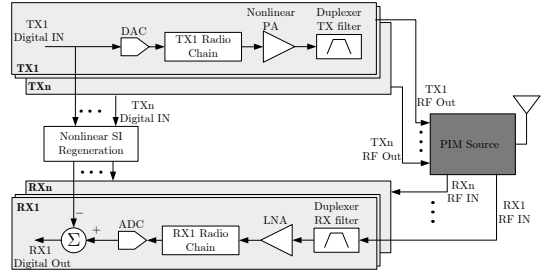 TX1
Digital IN
DAC
TX1 Radio
Chain
Nonlinear
PA
Duplexer
TX filter
TX1
TXn
TXn
Digital IN
Nonlinear SI
Regeneration
TX1
RF Out
TXn
RF Out
PIM Source
RXn
RF IN
RX1
RF IN
RXn
RX1
−
+
Σ
ADC
RX1 Radio
Chain
LNA
Duplexer
RX filter
RX1
Digital Out